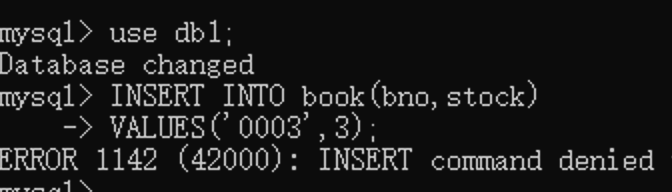 mysql> use db1;
Database changed
mysql> INSERT INTO book(bno,stock)
    -> VALUES('0003',3);
ERROR 1142 (42000): INSERT command denied
mysql>